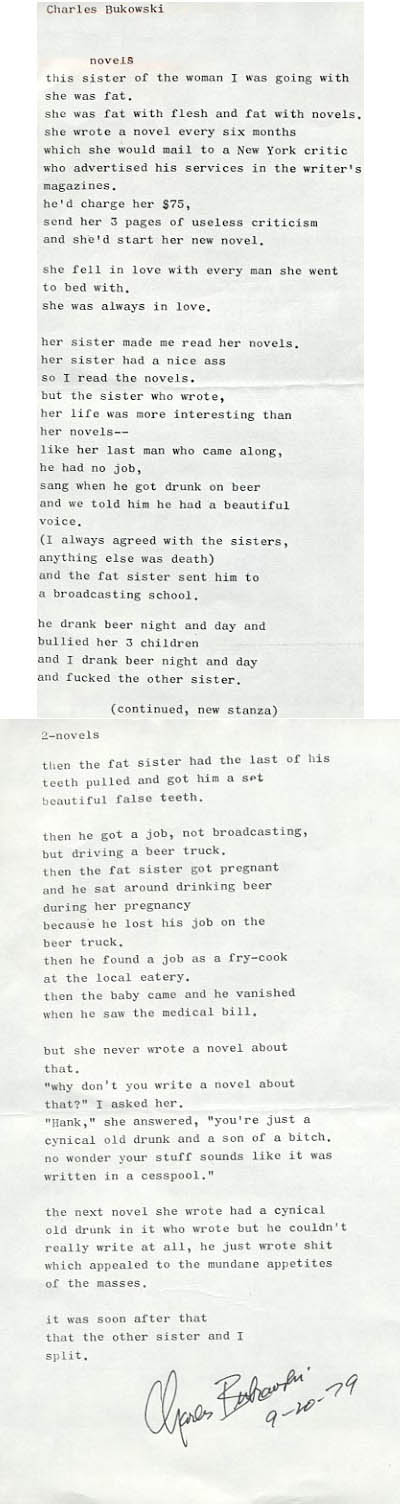 Charles Bukowski
novels
this sister of the woman I was going with
she was fat.
she was fat with flesh and fat with novels.
she wrote a novel every six months
which she would mail to a New York critic
who advertised his services in the writer's
magazines.
he'd charge her $75,
send her 3 pages of useless criticism
and she'd start her new novel.
she fell in love with every man she went
to bed with.
she was always in love.
her sister made me read her novels.
her sister had a nice ass
so I read the novels.
but the sister who wrote,
her life was more interesting than
her novels--
like her last man who came along,
he had no job,
sang when he got drunk on beer
and we told him he had a beautiful
voice.
(I always agreed with the sisters,
anything else was death)
and the fat sister sent him to
a broadcasting school.
he drank beer night and day and
bullied her 3 children
and I drank beer night and day
and fucked the other sister.
(continued, new stanza)
2-novels
then the fat sister had the last of his
teeth pulled and got him a set
beautiful false teeth.
then he got a job, not broadcasting,
but driving a beer truck.
then the fat sister got pregnant
and he sat around drinking beer
during her pregnancy
because he lost his job on the
beer truck.
then he found a job as a fry-cook
at the local eatery.
then the baby came and he vanished
when he saw the medical bill.
but she never wrote a novel about
that.
"why don't you write a novel about
that?" I asked her.
"Hank," she answered, "you're just a
cynical old drunk and a son of a bitch.
no wonder your stuff sounds like it was
written in a cesspool."
the next novel she wrote had a cynical
old drunk in it who wrote but he couldn't
really write at all, he just wrote shit
which appealed to the mundane appetites
of the masses.
it was soon after that
that the other sister and I
split.
Charles Bukowski
9-20-79